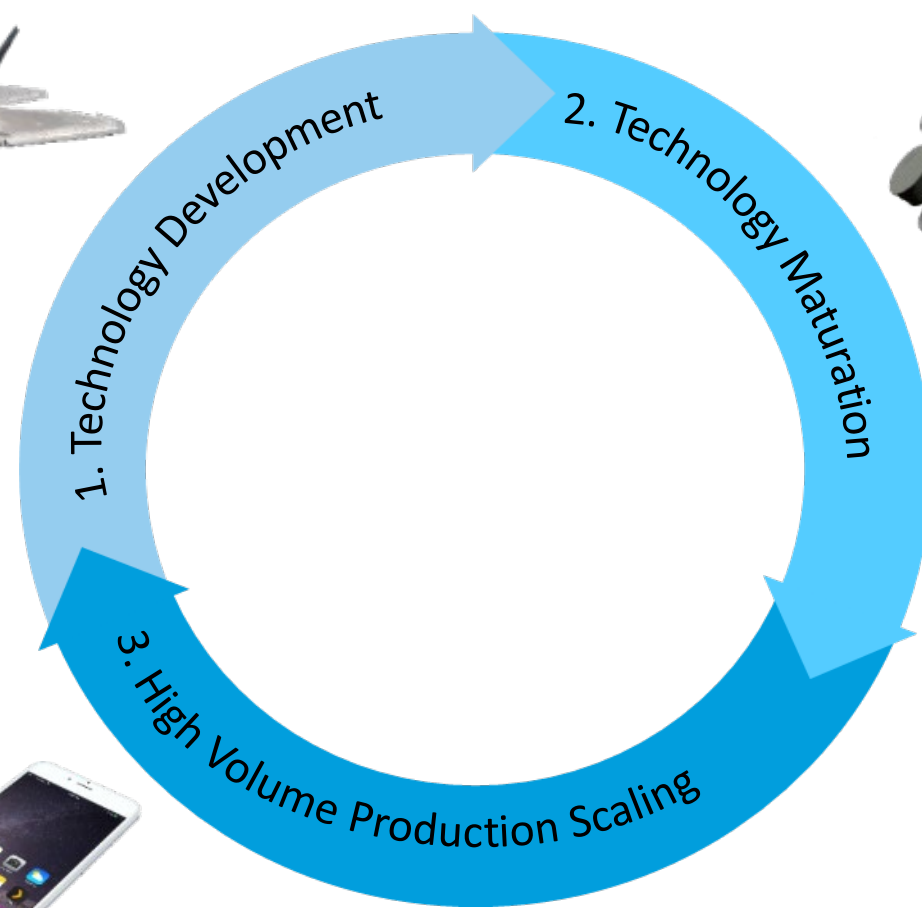 1. Technology Development
2. Technology Maturation
3. High Volume Production Scaling